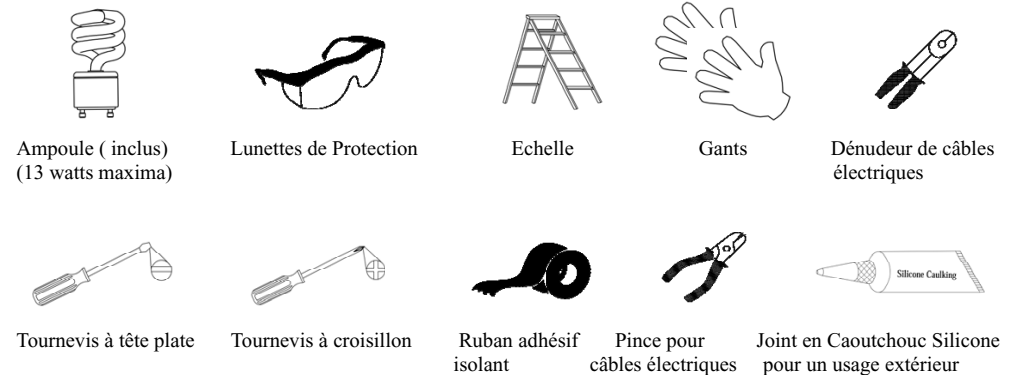 Ampoule ( inclus)
(13 watts maxima)
Lunettes de Protection
Echelle
Gants
Dénudeur de câbles
électriques
Silicone Caulking
Tournevis à tête plate
Tournevis à croisillon
Ruban adhésif
isolant
Pince pour
câbles électriques
Joint en Caoutchouc Silicone
pour un usage extérieur